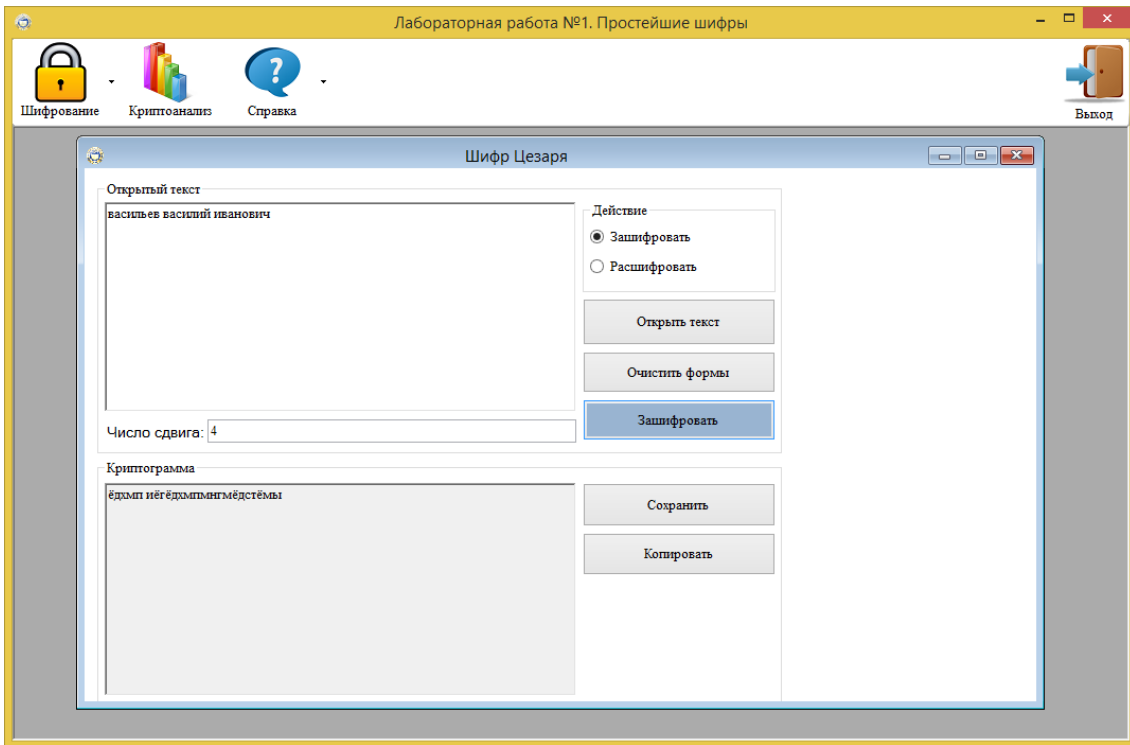 Лабораторная работа №1. Простейшие шифры
Шифрование Криптоанализ Справка Выход
Шифр Цезаря
Открытый текст
васильев василий иванович
Действие
Зашифровать
Расшифровать
Открыть текст
Очистить формы
Зашифровать
Число сдвига: 4
Криптограмма
ёдхмп иёгёдхмпмнгмёдстёмы
Сохранить
Копировать